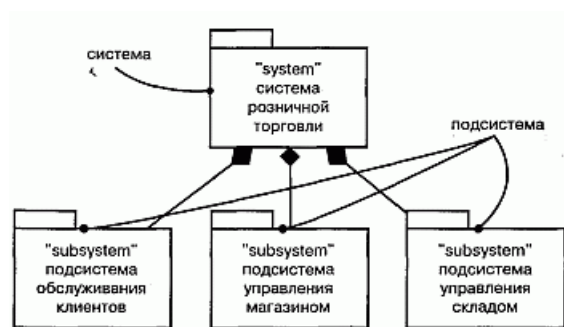 система
"system"
система
розничной
торговли
подсистема
"subsystem"
подсистема
обслуживания
клиентов
"subsystem"
подсистема
управления
магазином
"subsystem"
подсистема
управления
складом